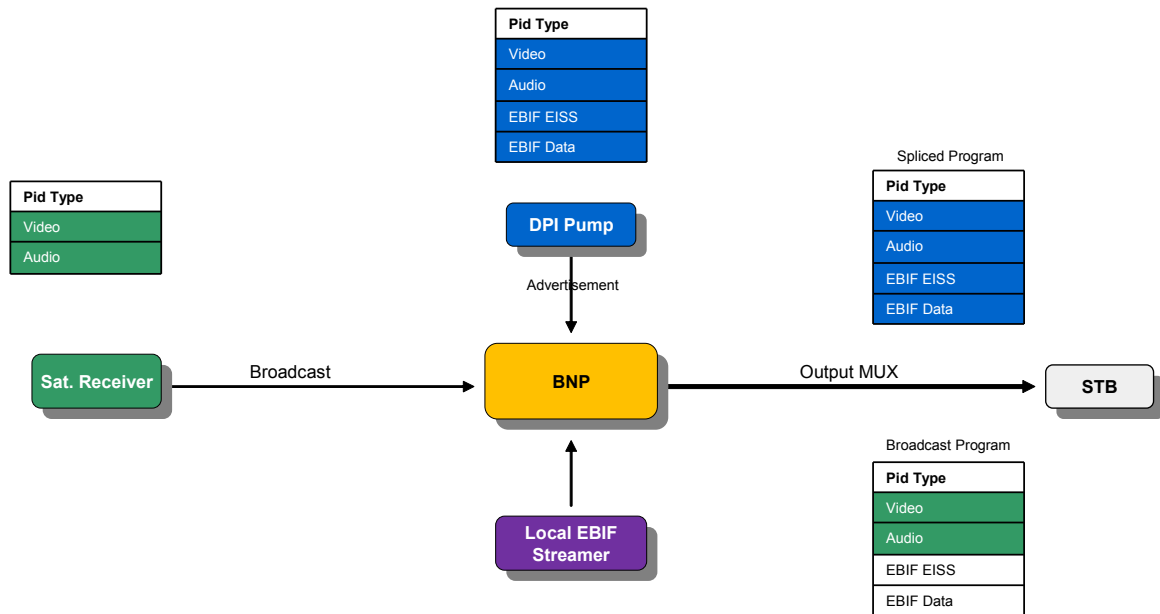 Pid Type
Video
Audio
EBIF EISS
EBIF Data
Spliced Program
Pid Type
Video
Audio
EBIF EISS
EBIF Data
Pid Type
Video
Audio
DPI Pump
Advertisement
Sat. Receiver
Broadcast
BNP
Output MUX
STB
Broadcast Program
Pid Type
Video
Audio
EBIF EISS
EBIF Data
Local EBIF
Streamer